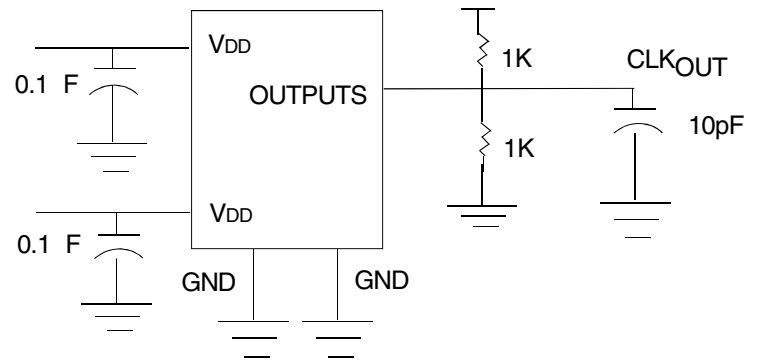 VDD
0.1 F
OUTPUTS
1K
CLKOUT
10pF
1K
VDD
0.1 F
GND
GND